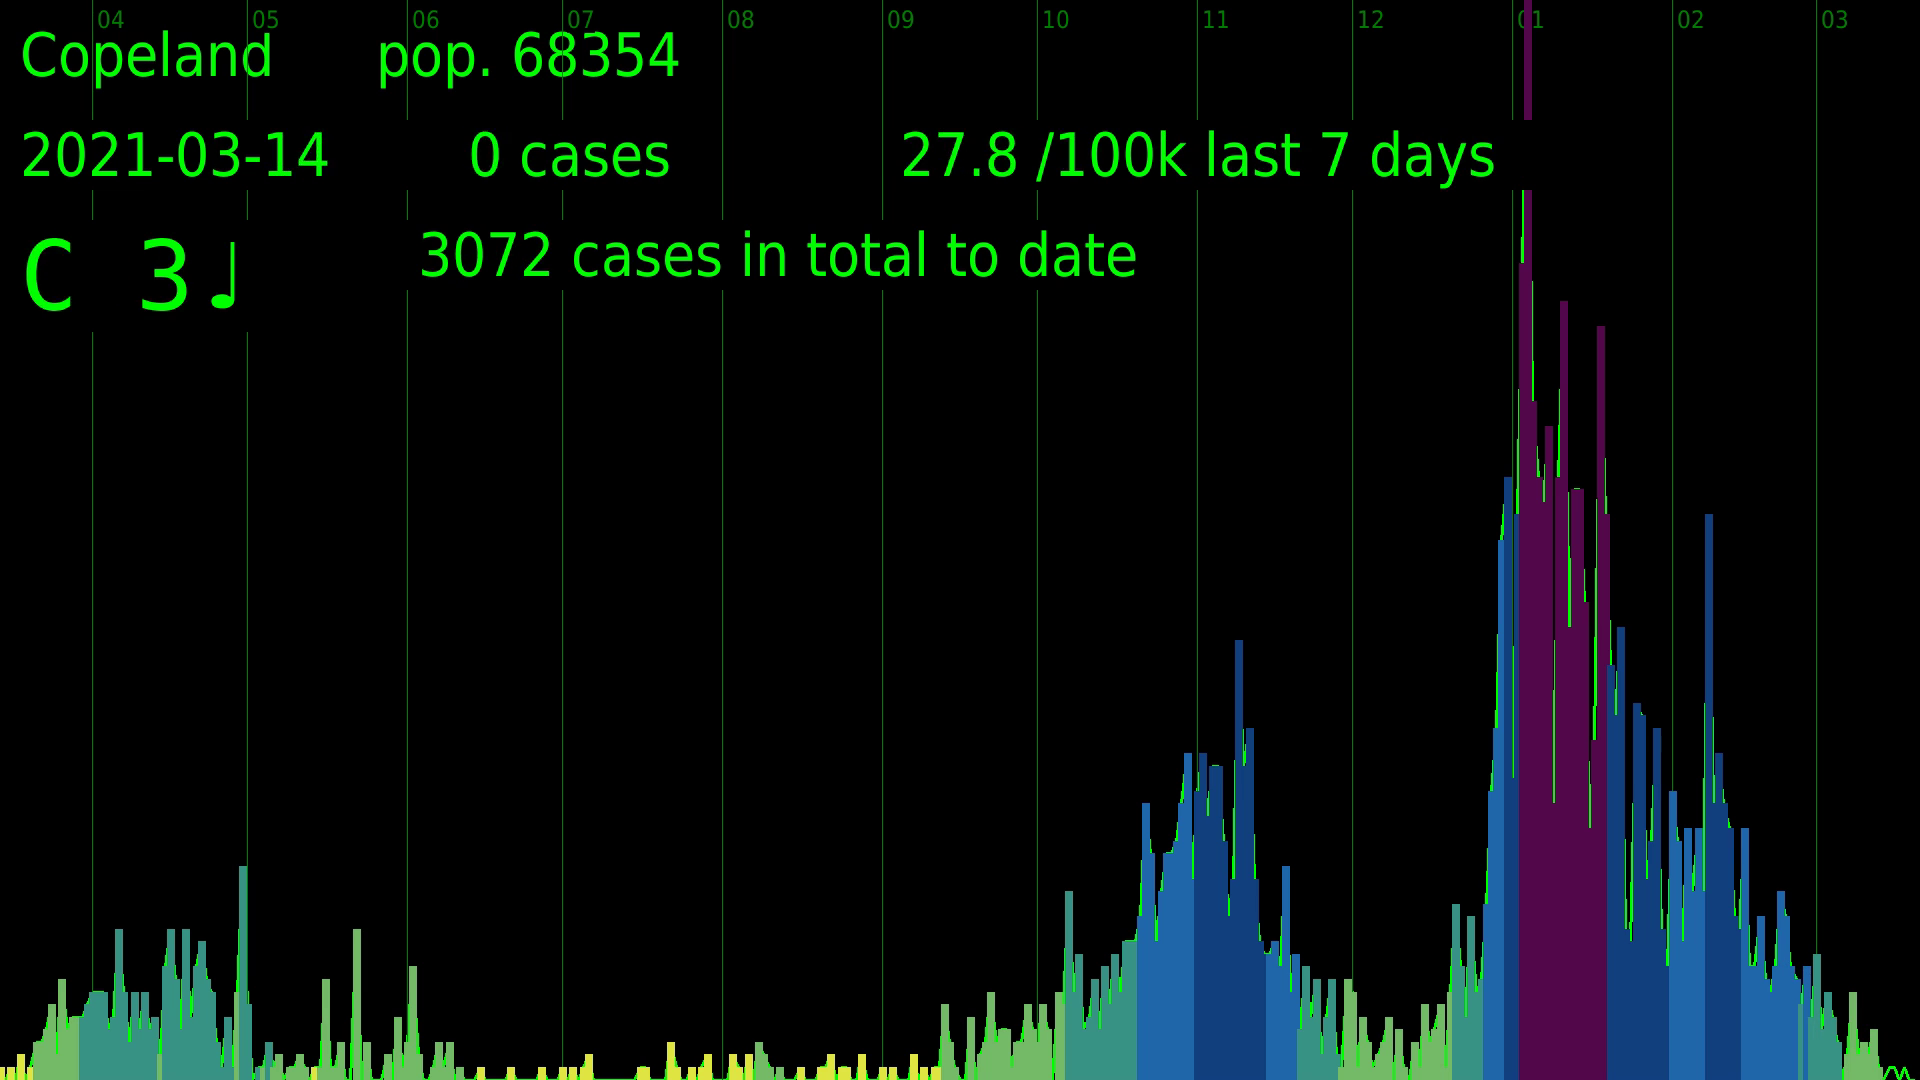 04 05 06 07 08 09 10 11 12 01 02 03
Copeland pop. 68354
2021-03-14 0 cases 27.8 /100k last 7 days
C 3♩ 3072 cases in total to date